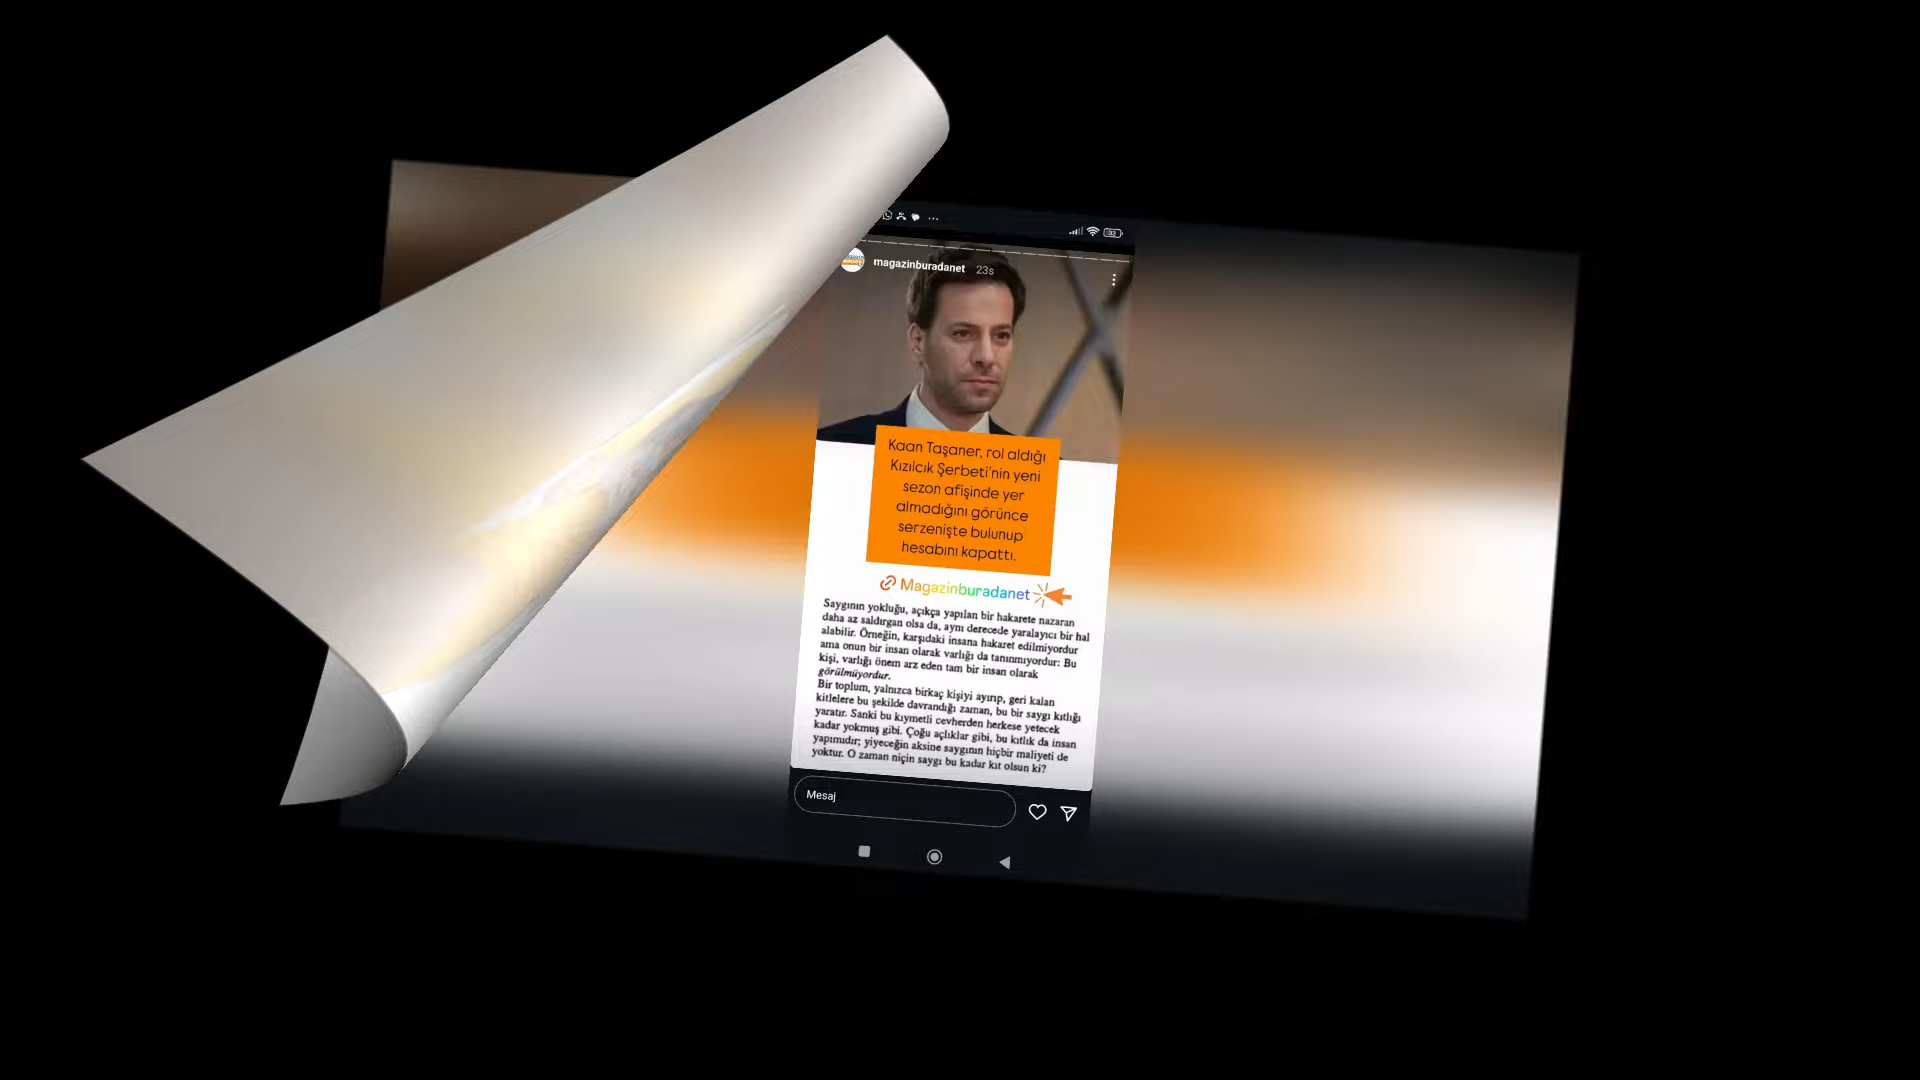 magazinburadanet 23s
Kaan Taşaner, rol aldığı
Kızılcık Şerbeti'nin yeni
sezon afişinde yer
almadığını görünce
serzenişte bulunup
hesabını kapattı.
Magazinburadanet
Saygının yokluğu, açıkça yapılan bir hakarete nazaran
daha az saldırgan olsa da, aynı derecede yaralayıcı bir hal
alabilir. Örneğin, karşıdaki insana hakaret edilmiyordur
ama onun bir insan olarak varlığı da tanınmıyordur: Bu
kişi, varlığı önem arz eden tam bir insan olarak
görülmüyordur.
Bir toplum, yalnızca birkaç kişiyi ayırıp, geri kalan
kitlelere bu şekilde davrandığı zaman, bu bir saygı kıtlığı
yaratır. Sanki bu kıymetli cevherden herkese yetecek
kadar yokmuş gibi. Çoğu açlıklar gibi, bu kıtlık da insan
yapımıdır; yiyeceğin aksine saygının hiçbir maliyeti de
yoktur. O zaman niçin saygı bu kadar kıt olsun ki?
Mesaj